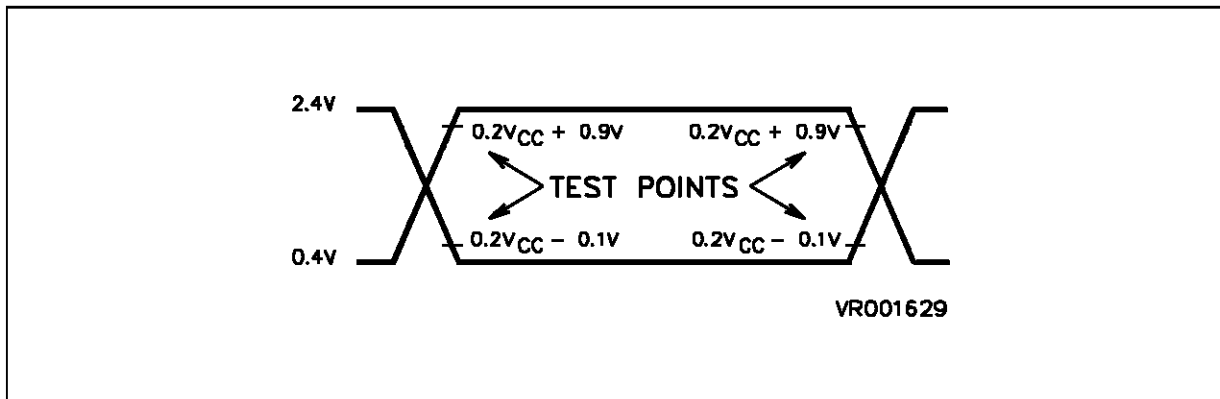 2.4V
0.2VCC + 0.9V 0.2VCC + 0.9V
TEST POINTS
0.2VCC - 0.1V 0.2VCC - 0.1V
0.4V
VR001629